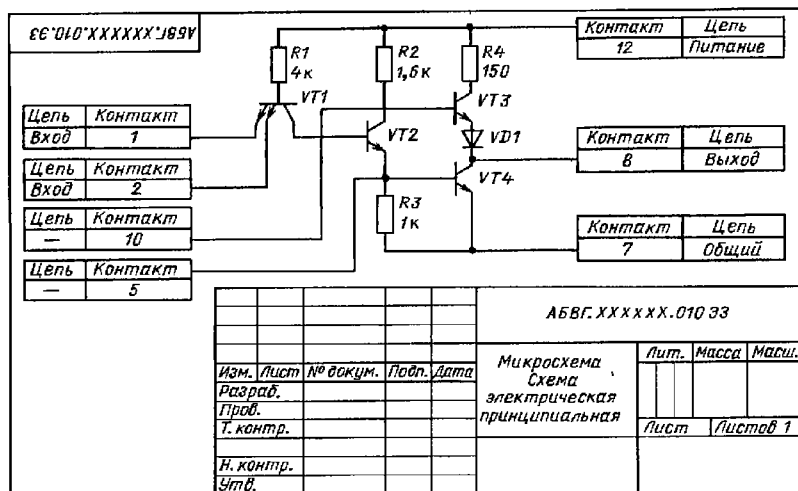 АБВГ.XXXXXX.010.ЭЭ
R1
4к
R2
1,6к
R4
150
Контакт Цепь
12 Питание
VT1
VT3
Цепь Контакт
Вход 1
VT2
VD1
Контакт Цепь
8 Выход
Цепь Контакт
Вход 2
VT4
R3
1к
Цепь Контакт
— 10
Контакт Цепь
7 Общий
Цепь Контакт
— 5
АБВГ.XXXXXX.010 ЭЗ
Изм. Лист № докум. Подп. Дата
Микросхема
Схема
электрическая
принципиальная
Лит. Масса Масш.
Разраб.
Пров.
Т. контр.
Лист Листов 1
Н. контр.
Утв.